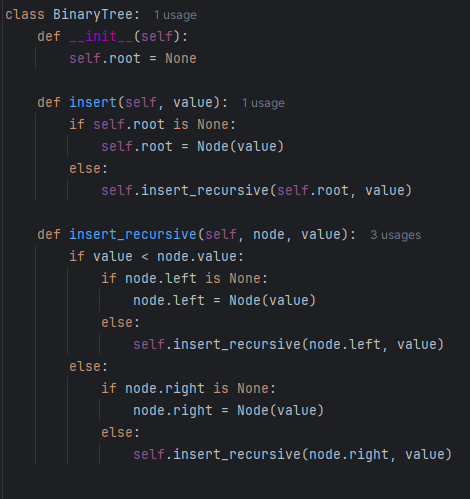 class BinaryTree:  1 usage
    def __init__(self):
        self.root = None

    def insert(self, value):  1 usage
        if self.root is None:
            self.root = Node(value)
        else:
            self.insert_recursive(self.root, value)

    def insert_recursive(self, node, value):  3 usages
        if value < node.value:
            if node.left is None:
                node.left = Node(value)
            else:
                self.insert_recursive(node.left, value)
        else:
            if node.right is None:
                node.right = Node(value)
            else:
                self.insert_recursive(node.right, value)